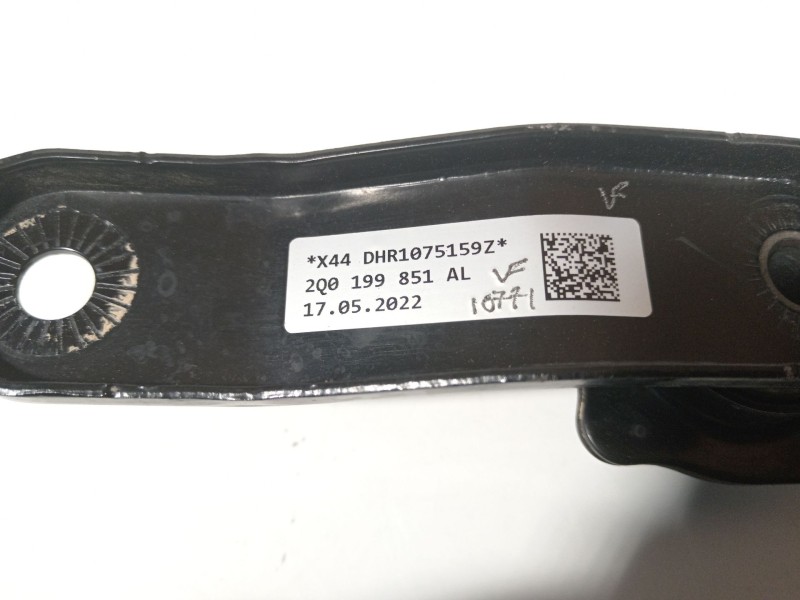 VF
*X44 DHR1075159Z*
2Q0 199 851 AL VF
17.05.2022 10771